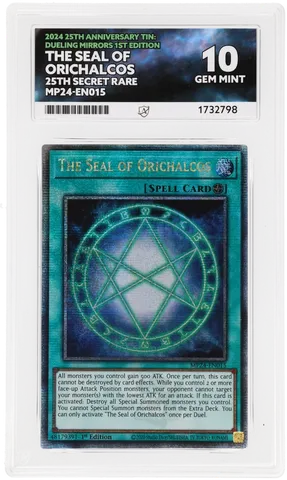 2024 25TH ANNIVERSARY TIN:
DUELING MIRRORS 1ST EDITION
THE SEAL OF
ORICHALCOS
25TH SECRET RARE
MP24-EN015
10
GEM MINT
1732798
THE SEAL OF ORICHALCOS
[SPELL CARD]
MP24-EN015
All monsters you control gain 500 ATK. Once per turn, this card
cannot be destroyed by card effects. While you control 2 or more
face-up Attack Position monsters, your opponent cannot target
your monster(s) with the lowest ATK for an attack. If this card is
activated: Destroy all Special Summoned monsters you control.
You cannot Special Summon monsters from the Extra Deck. You
can only activate "The Seal of Orichalcos" once per Duel.
48179391 1st Edition